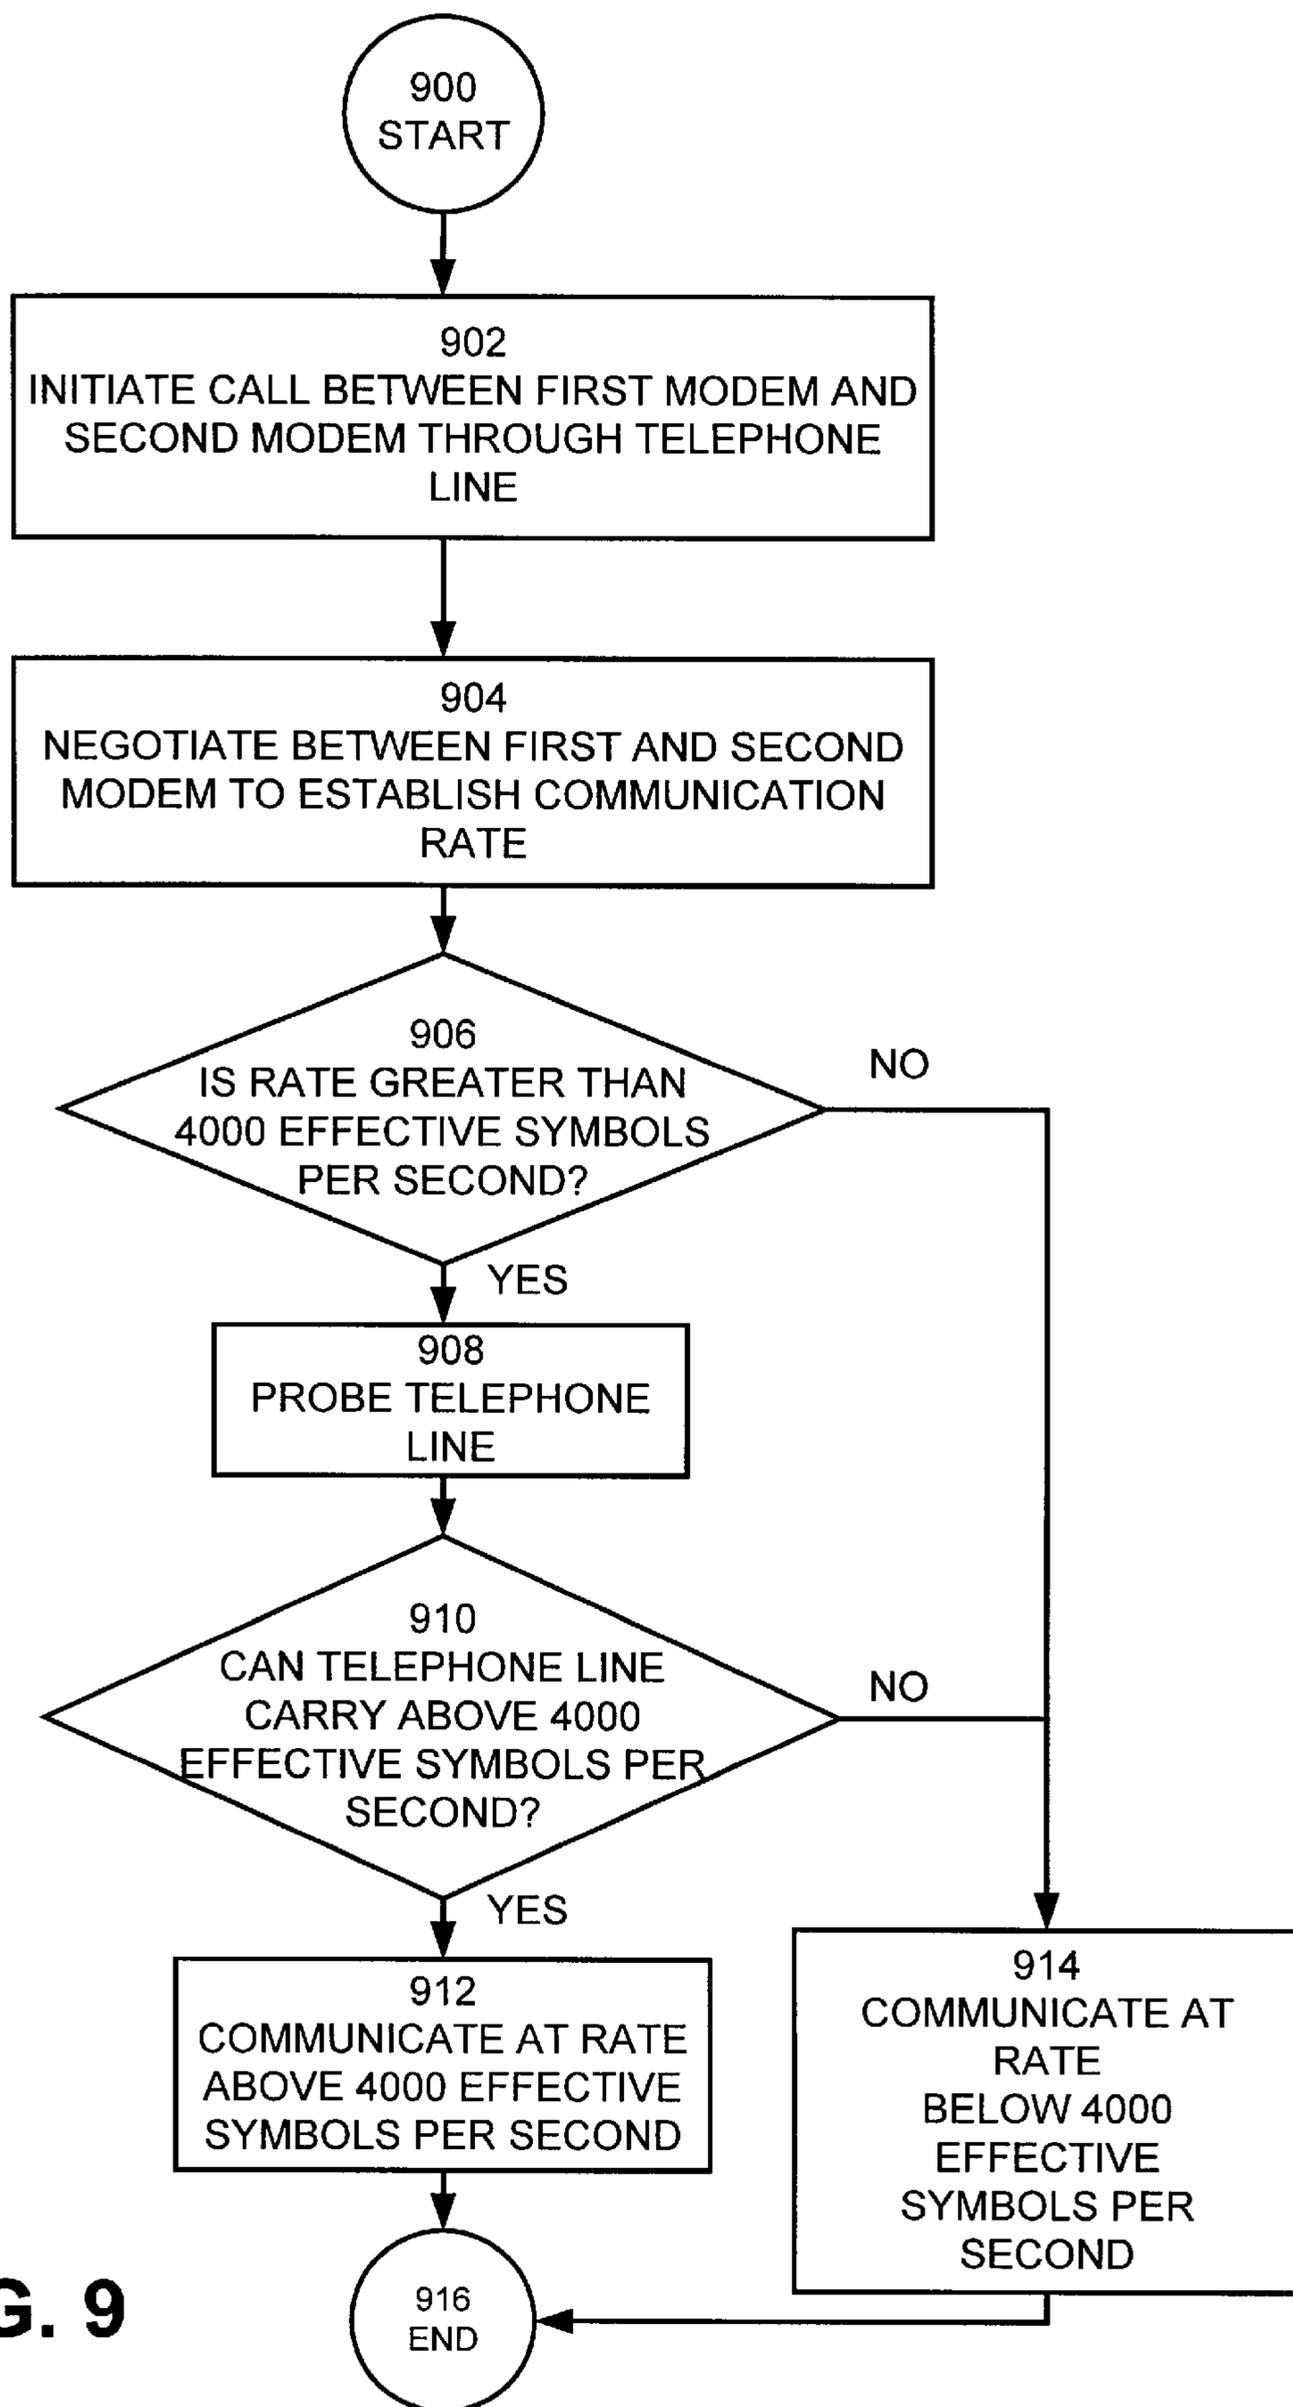 900
START
902
INITIATE CALL BETWEEN FIRST MODEM AND
SECOND MODEM THROUGH TELEPHONE
LINE
904
NEGOTIATE BETWEEN FIRST AND SECOND
MODEM TO ESTABLISH COMMUNICATION
RATE
906
IS RATE GREATER THAN
4000 EFFECTIVE SYMBOLS
PER SECOND?
NO
YES
908
PROBE TELEPHONE
LINE
910
CAN TELEPHONE LINE
CARRY ABOVE 4000
EFFECTIVE SYMBOLS PER
SECOND?
NO
YES
912
COMMUNICATE AT RATE
ABOVE 4000 EFFECTIVE
SYMBOLS PER SECOND
914
COMMUNICATE AT
RATE
BELOW 4000
EFFECTIVE
SYMBOLS PER
SECOND
916
END
G. 9